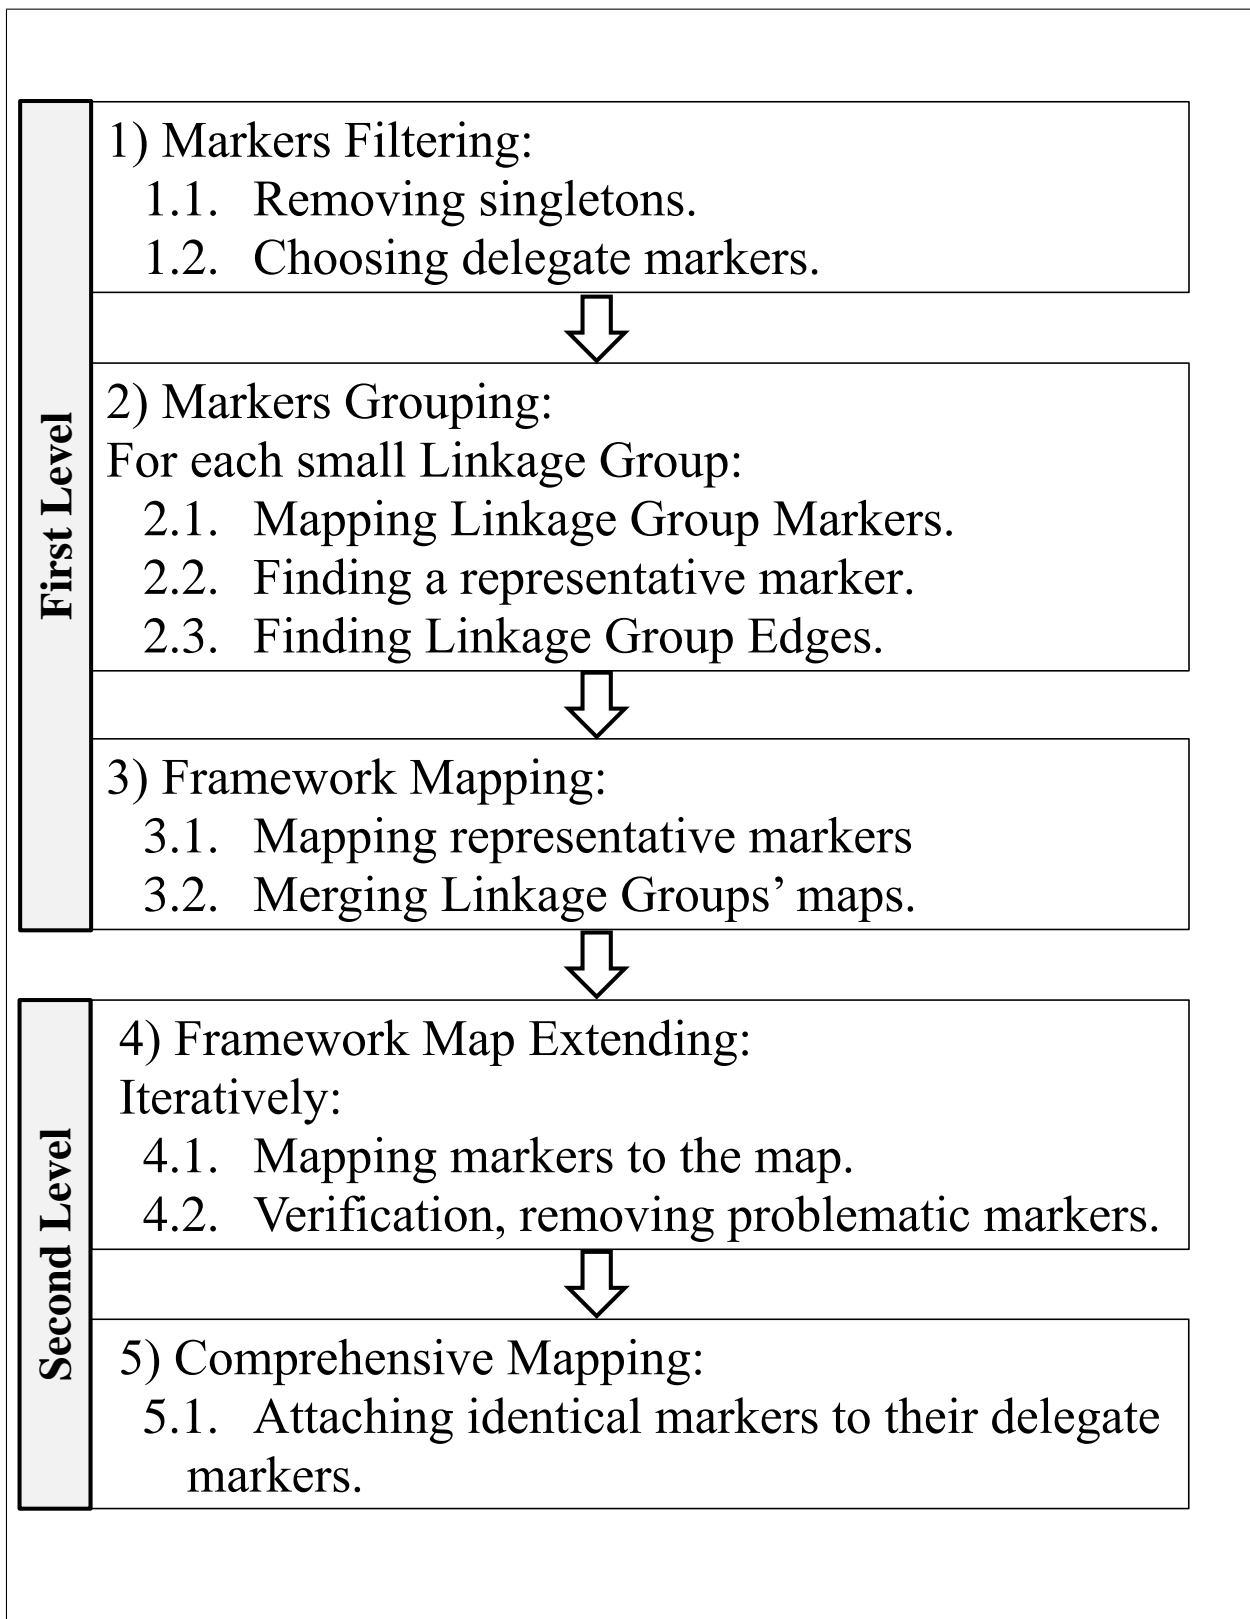 First Level
1) Markers Filtering:
1.1. Removing singletons.
1.2. Choosing delegate markers.
2) Markers Grouping:
For each small Linkage Group:
2.1. Mapping Linkage Group Markers.
2.2. Finding a representative marker.
2.3. Finding Linkage Group Edges.
3) Framework Mapping:
3.1. Mapping representative markers
3.2. Merging Linkage Groups’ maps.
Second Level
4) Framework Map Extending:
Iteratively:
4.1. Mapping markers to the map.
4.2. Verification, removing problematic markers.
5) Comprehensive Mapping:
5.1. Attaching identical markers to their delegate
markers.